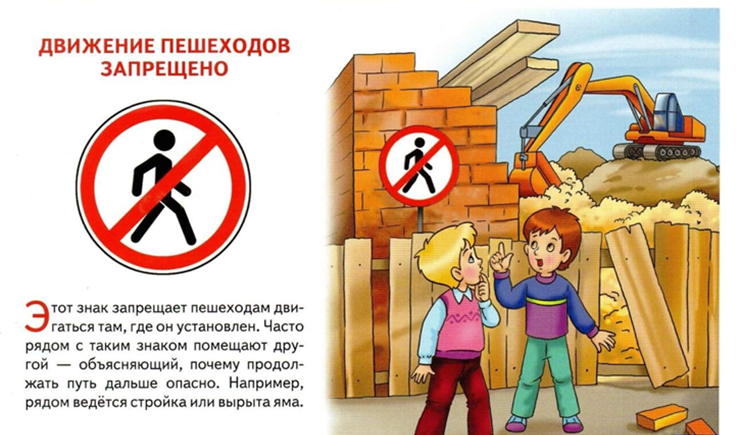 ДВИЖЕНИЕ ПЕШЕХОДОВ
ЗАПРЕЩЕНО
Этот знак запрещает пешеходам дви-
гаться там, где он установлен. Часто
рядом с таким знаком помещают дру-
гой — объясняющий, почему продол-
жать путь дальше опасно. Например,
рядом ведётся стройка или вырыта яма.